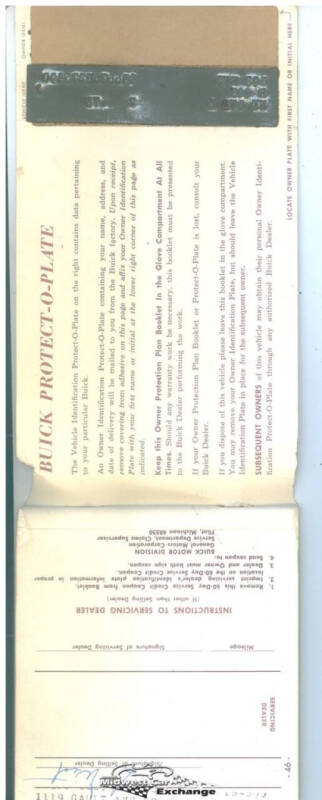 BUICK PROTECT-O-PLATE
The Vehicle Identification Protect-O-Plate on the right contains data pertaining
to your particular Buick.
An Owner Identification Protect-O-Plate containing your name, address, and
date of delivery will be mailed to you from the Buick factory. Upon receipt,
remove covering from adhesive on this page and affix your Owner Identification
Plate with your first name or initial at the lower right corner of this page as
indicated.
Keep this Owner Protection Plan Booklet in the Glove Compartment At All
Times. Should any warranty work be necessary, this booklet must be presented
to the Buick Dealer performing the work.
If your Owner Protection Plan Booklet or Protect-O-Plate is lost, consult your
Buick Dealer.
If you dispose of this vehicle please leave this booklet in the glove compartment.
You may remove your Owner Identification Plate, but should leave the Vehicle
Identification Plate in place for the subsequent owner.
SUBSEQUENT OWNERS of this vehicle may obtain their personal Owner Identi-
fication Protect-O-Plate through any authorized Buick Dealer.
LOCATE OWNER PLATE WITH FIRST NAME OR INITIAL HERE
INSTRUCTIONS TO SERVICING DEALER
(If other than Selling Dealer)
1. Remove this 60-Day Service Credit Coupon from Booklet.
2. Imprint servicing dealer's identification plate information in proper
location on the 60-Day Service Credit Coupon.
3. Dealer and Owner must both sign coupon.
4. Send coupon to:
BUICK MOTOR DIVISION
General Motors Corporation
Service Department, Claims Supervisor
Flint, Michigan 48550
Mileage
Signature of Servicing Dealer
SERVICING
DEALER
Signature of Selling Dealer
- 46 -
1119
Midwest Car
Exchange